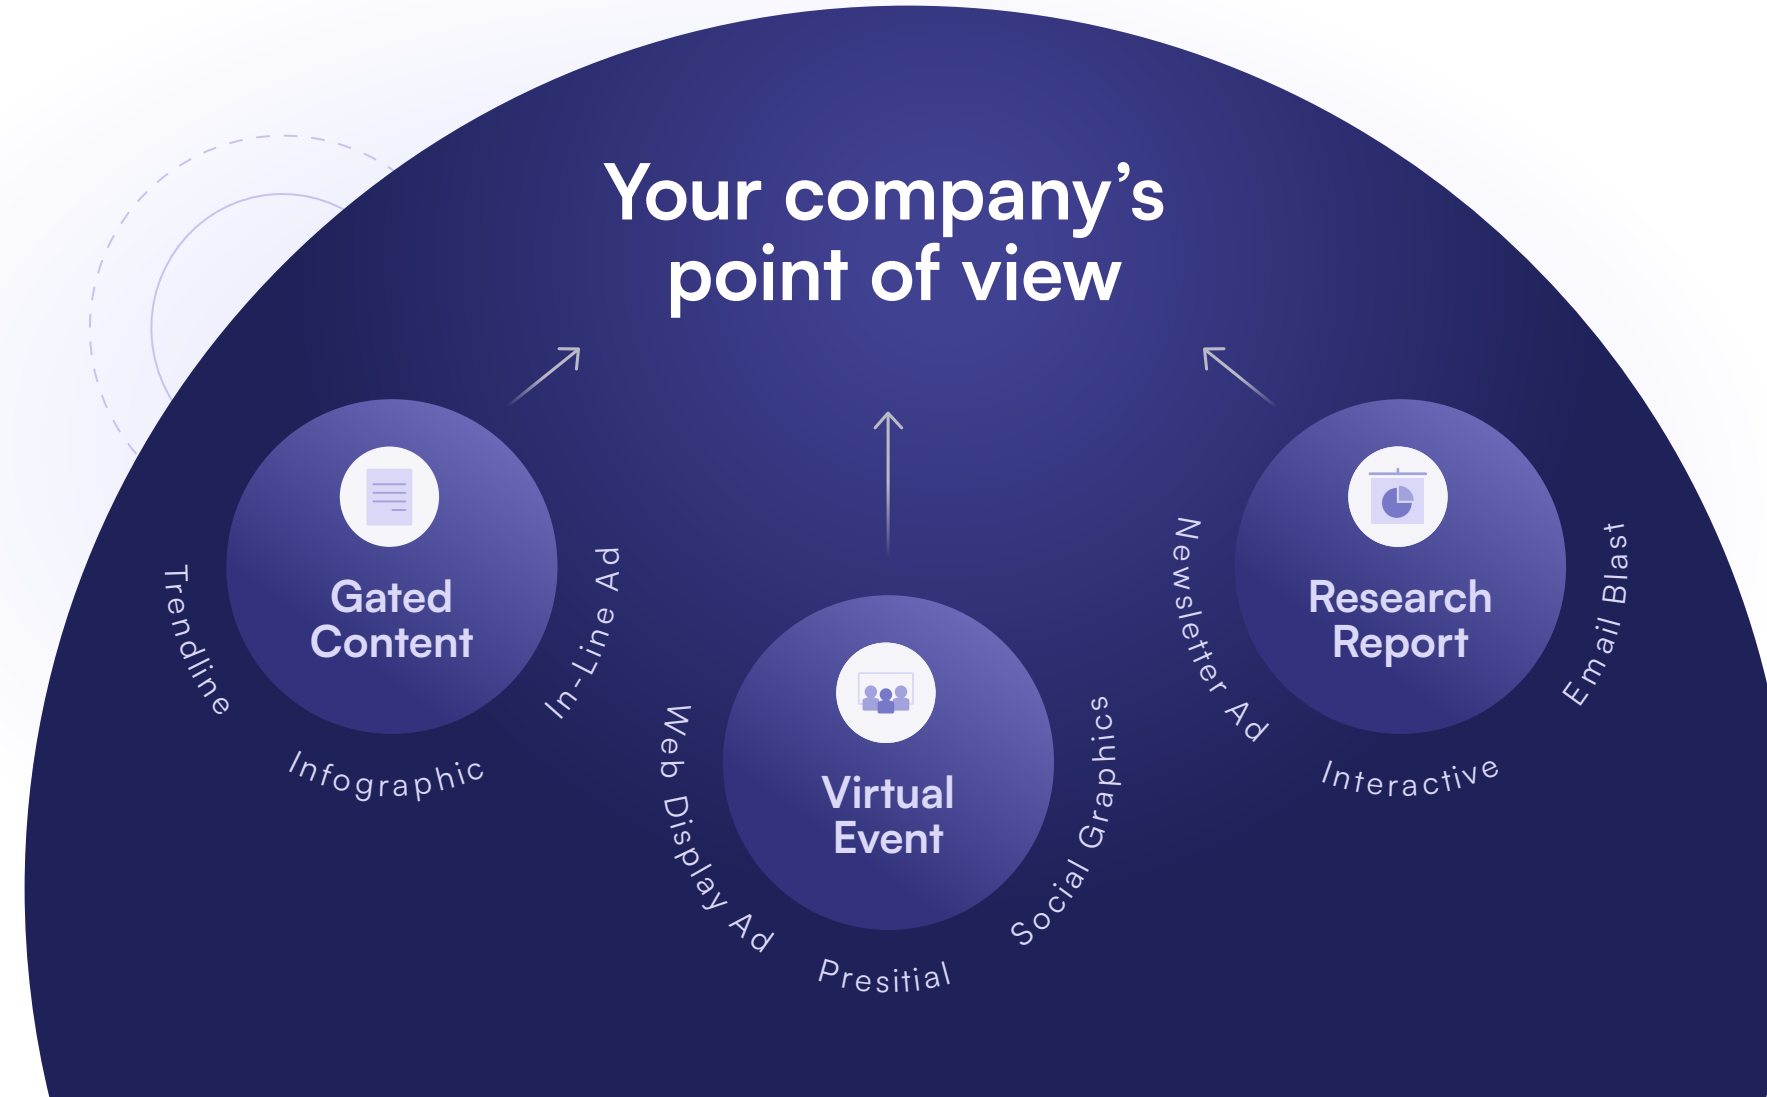 Your company’s
point of view
Gated
Content
Trendline
Infographic
In-Line Ad
Virtual
Event
Web Display Ad
Presitial
Social Graphics
Research
Report
Newsletter Ad
Interactive
Email Blast